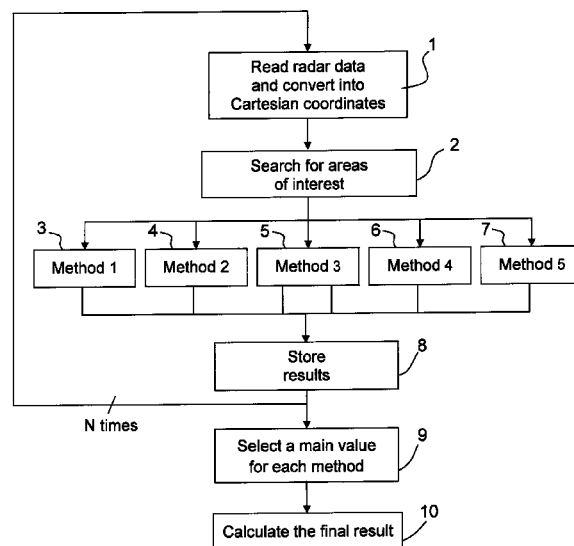 1
Read radar data
and convert into
Cartesian coordinates
2
Search for areas
of interest
3 4 5 6 7
Method 1 Method 2 Method 3 Method 4 Method 5
8
Store
results
N times
9
Select a main value
for each method
10
Calculate the final result